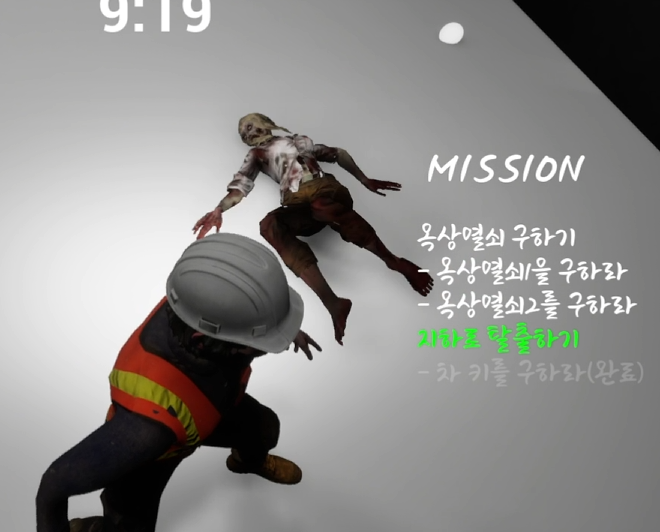 9:19
MISSION
옥상열쇠 구하기
- 옥상열쇠1을 구하라
- 옥상열쇠2를 구하라
지하로 탈출하기
- 차 키를 구하라(완료)